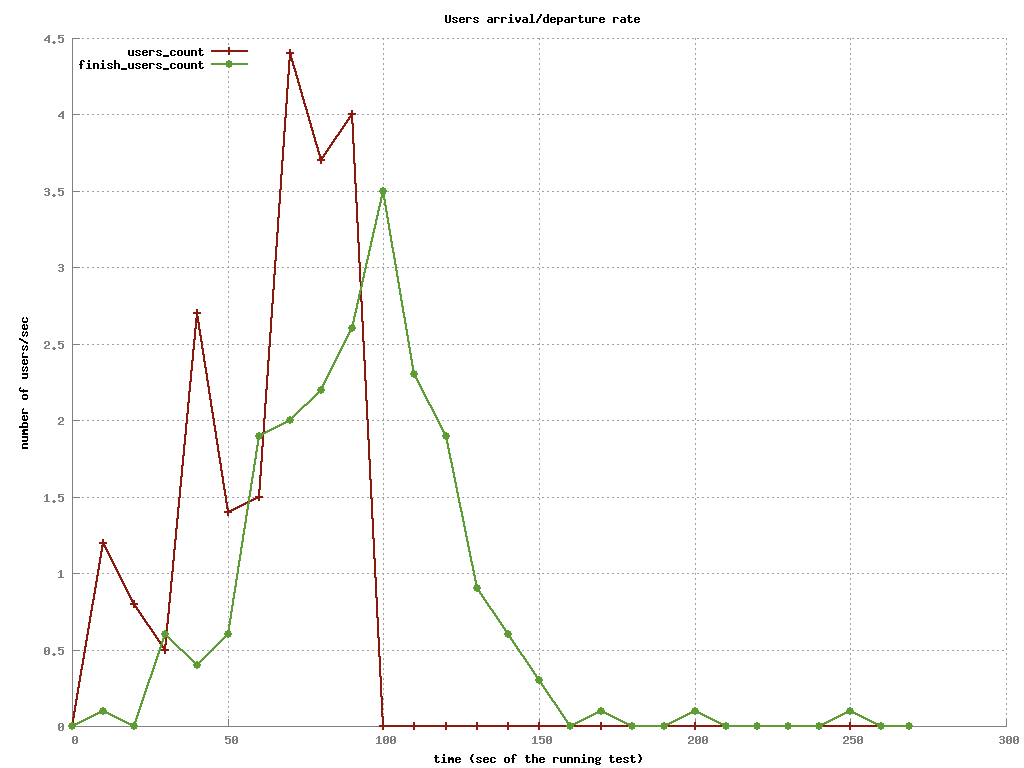 Users arrival/departure rate
4.5
users_count
finish_users_count
4
3.5
3
2.5
number of users/sec
2
1.5
1
0.5
0
0 50 100 150 200 250 300
time (sec of the running test)